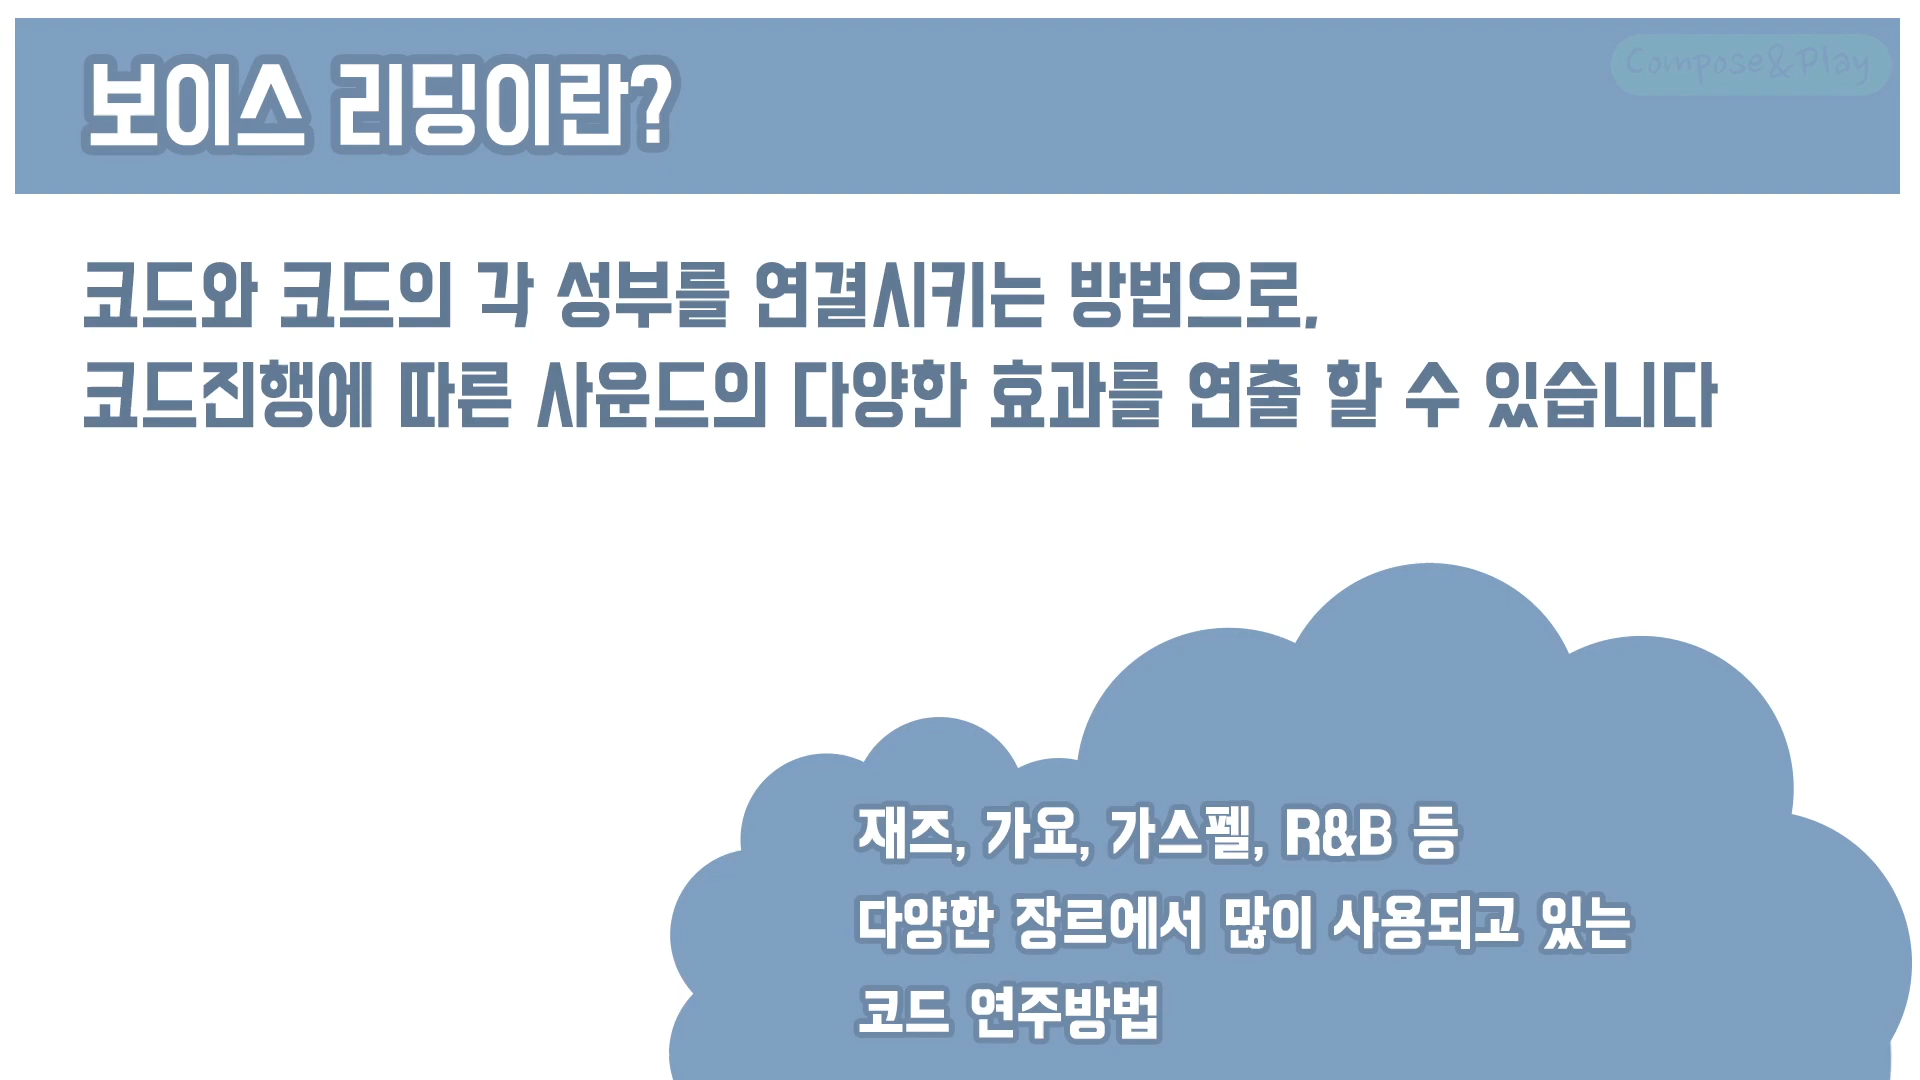 보이스 리딩이란?
Compose&Play
코드와 코드의 각 성부를 연결시키는 방법으로,
코드진행에 따른 사운드의 다양한 효과를 연출 할 수 있습니다
재즈, 가요, 가스펠, R&B 등
다양한 장르에서 많이 사용되고 있는
코드 연주방법